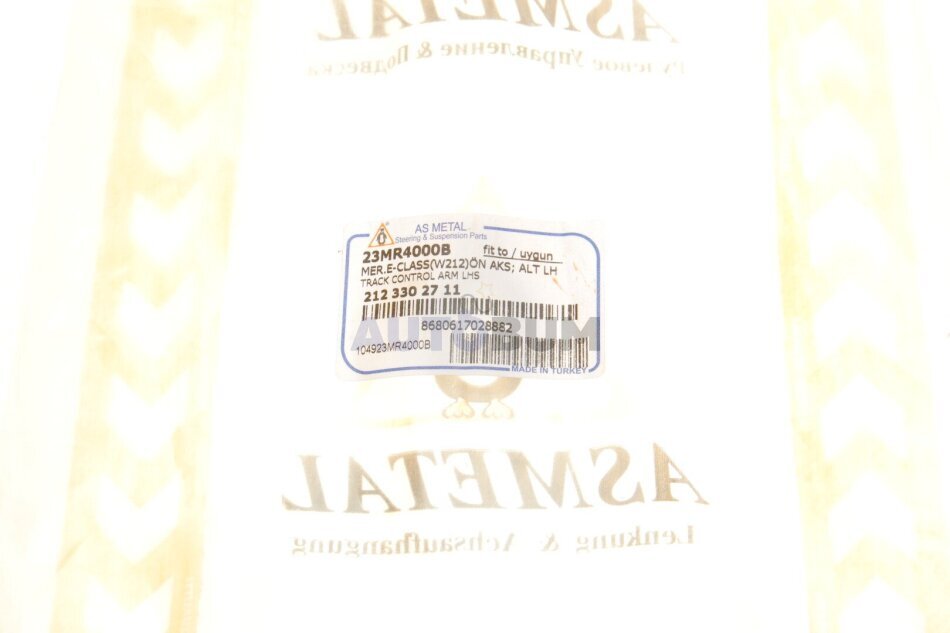 ASMETAL
Рулевое Управление & Подвеска
AS METAL
Steering & Suspension Parts
23MR4000B fit to / uygun
MER.E-CLASS(W212)ÖN AKS; ALT LH
TRACK CONTROL ARM LHS
212 330 27 11
8680617028882
AUTOBUM
104923MR4000B
MADE IN TURKEY
ASMETAL
Lenkung & Achsaufhangung